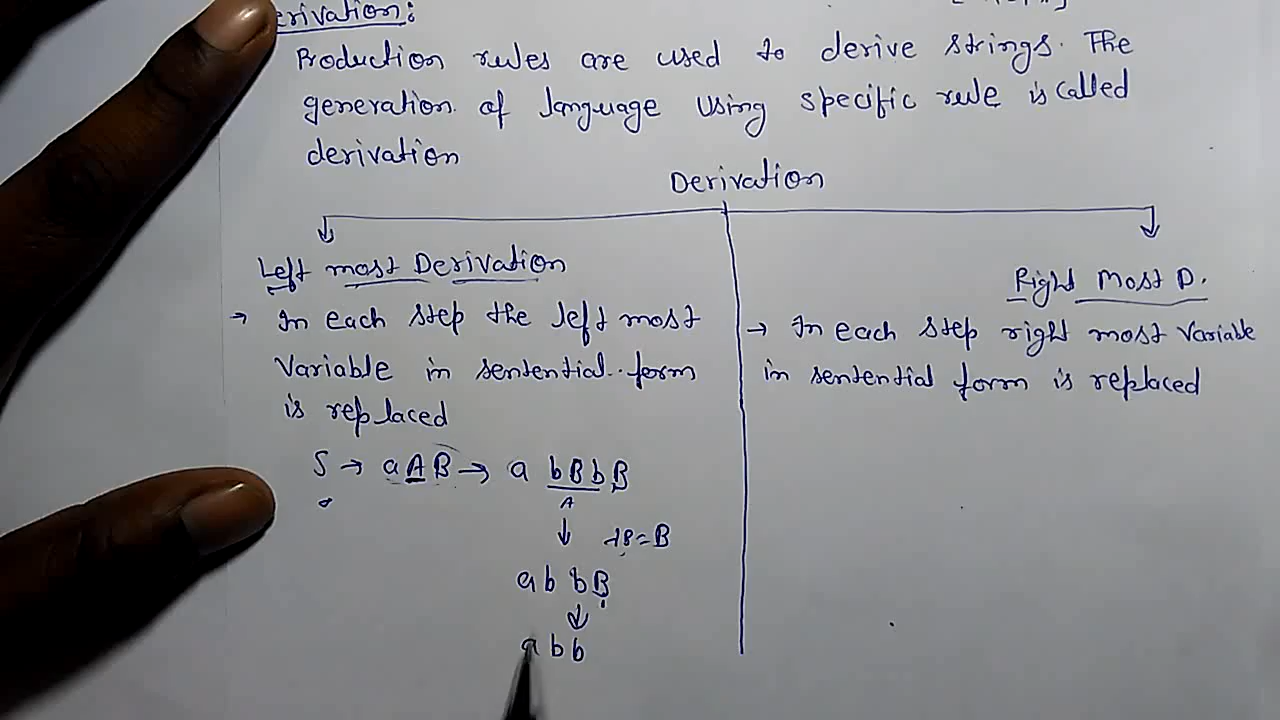 erivation:
Production rules are used to derive strings. The
generation of language using specific rule is called
derivation
Derivation
Left most Derivation
→ In each step the left most
Variable in sentential form
is replaced
S → aAB → a bBbB
A
↓ = B
abbB
↓
abb
Right Most D.
→ In each step right most variable
in sentential form is replaced